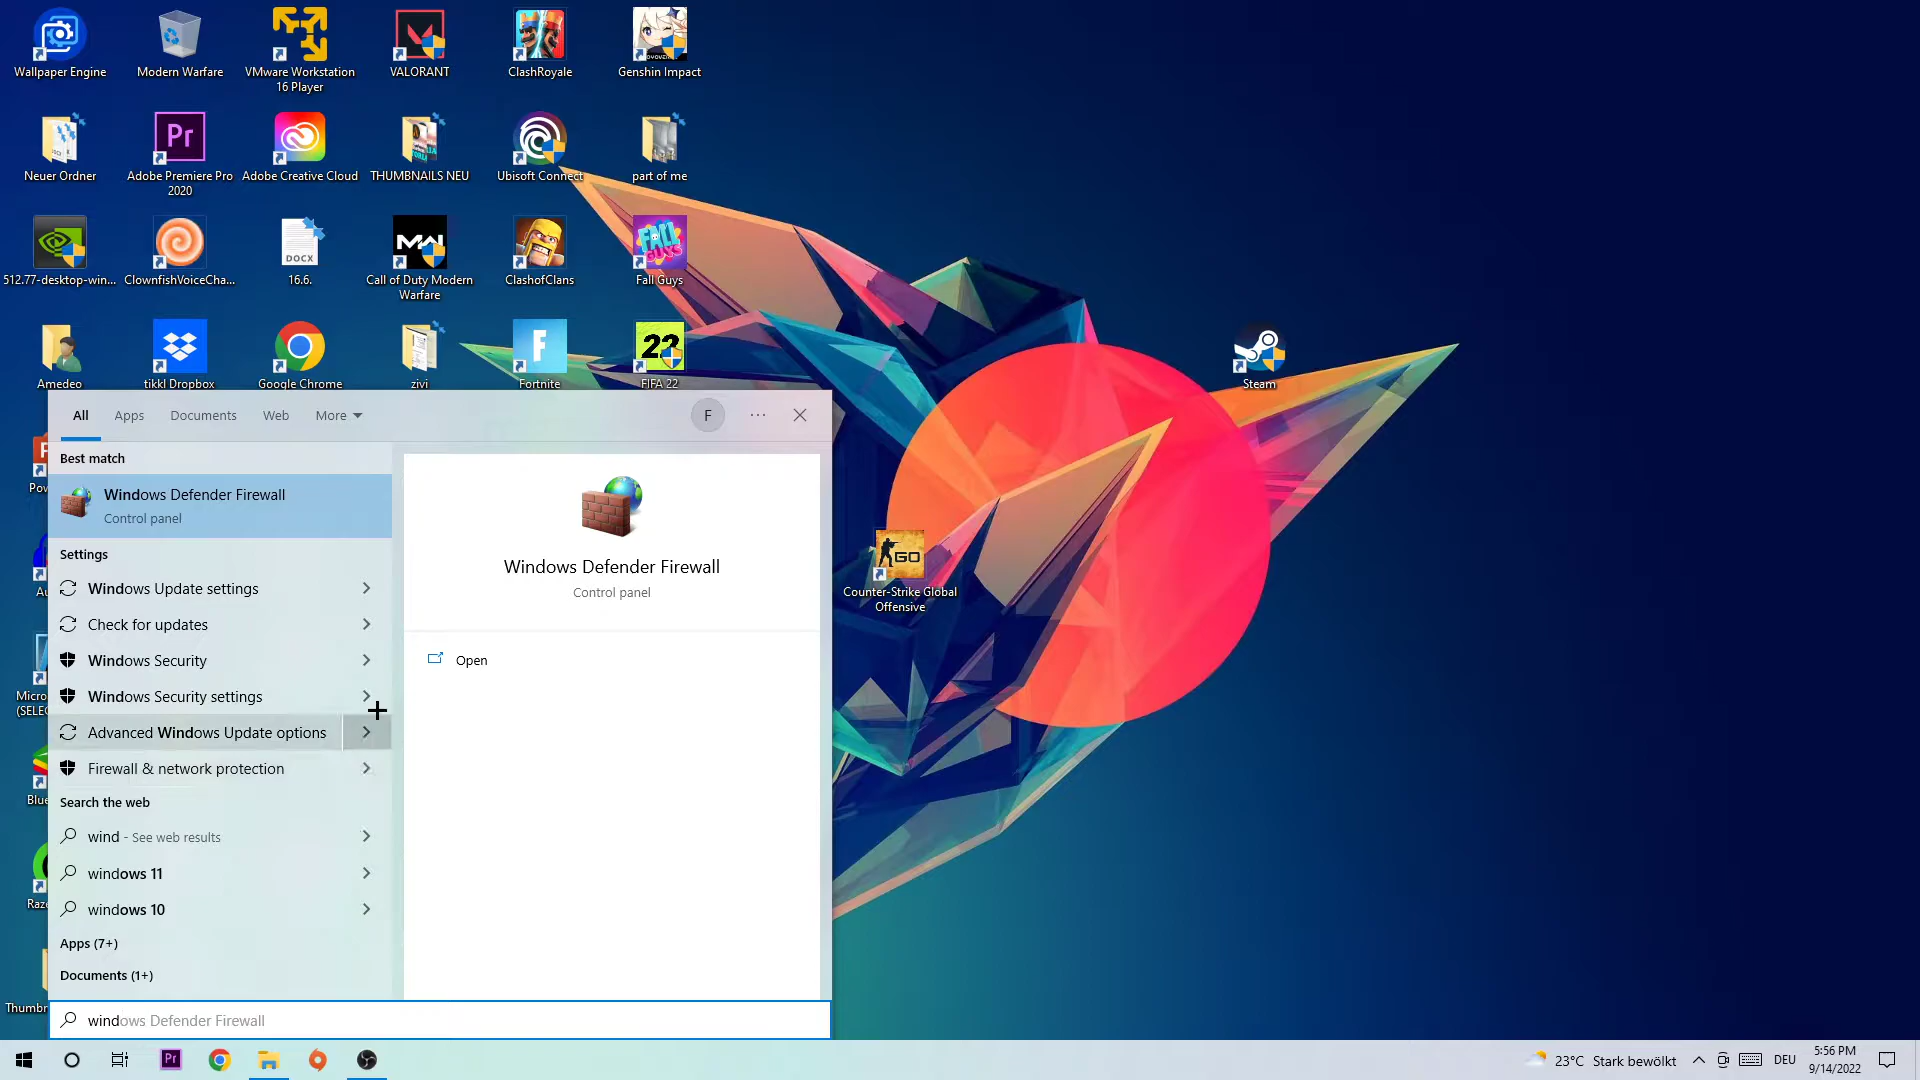 Wallpaper Engine
Modern Warfare
VMware Workstation
16 Player
VALORANT
ClashRoyale
Genshin Impact
Neuer Ordner
Adobe Premiere Pro
2020
Adobe Creative Cloud
THUMBNAILS NEU
Ubisoft Connect
part of me
512.77-desktop-win...
ClownfishVoiceCha...
16.6.
Call of Duty Modern
Warfare
ClashofClans
Fall Guys
Amedeo
tikkl Dropbox
Google Chrome
zivi
Fortnite
FIFA 22
Steam
Counter-Strike Global
Offensive
All
Apps
Documents
Web
More
F
Best match
Windows Defender Firewall
Control panel
Settings
Windows Update settings
Check for updates
Windows Security
Windows Security settings
Advanced Windows Update options
Firewall & network protection
Search the web
wind - See web results
windows 11
windows 10
Apps (7+)
Documents (1+)
Windows Defender Firewall
Control panel
Open
windows Defender Firewall
23°C Stark bewölkt
DEU
5:56 PM
9/14/2022